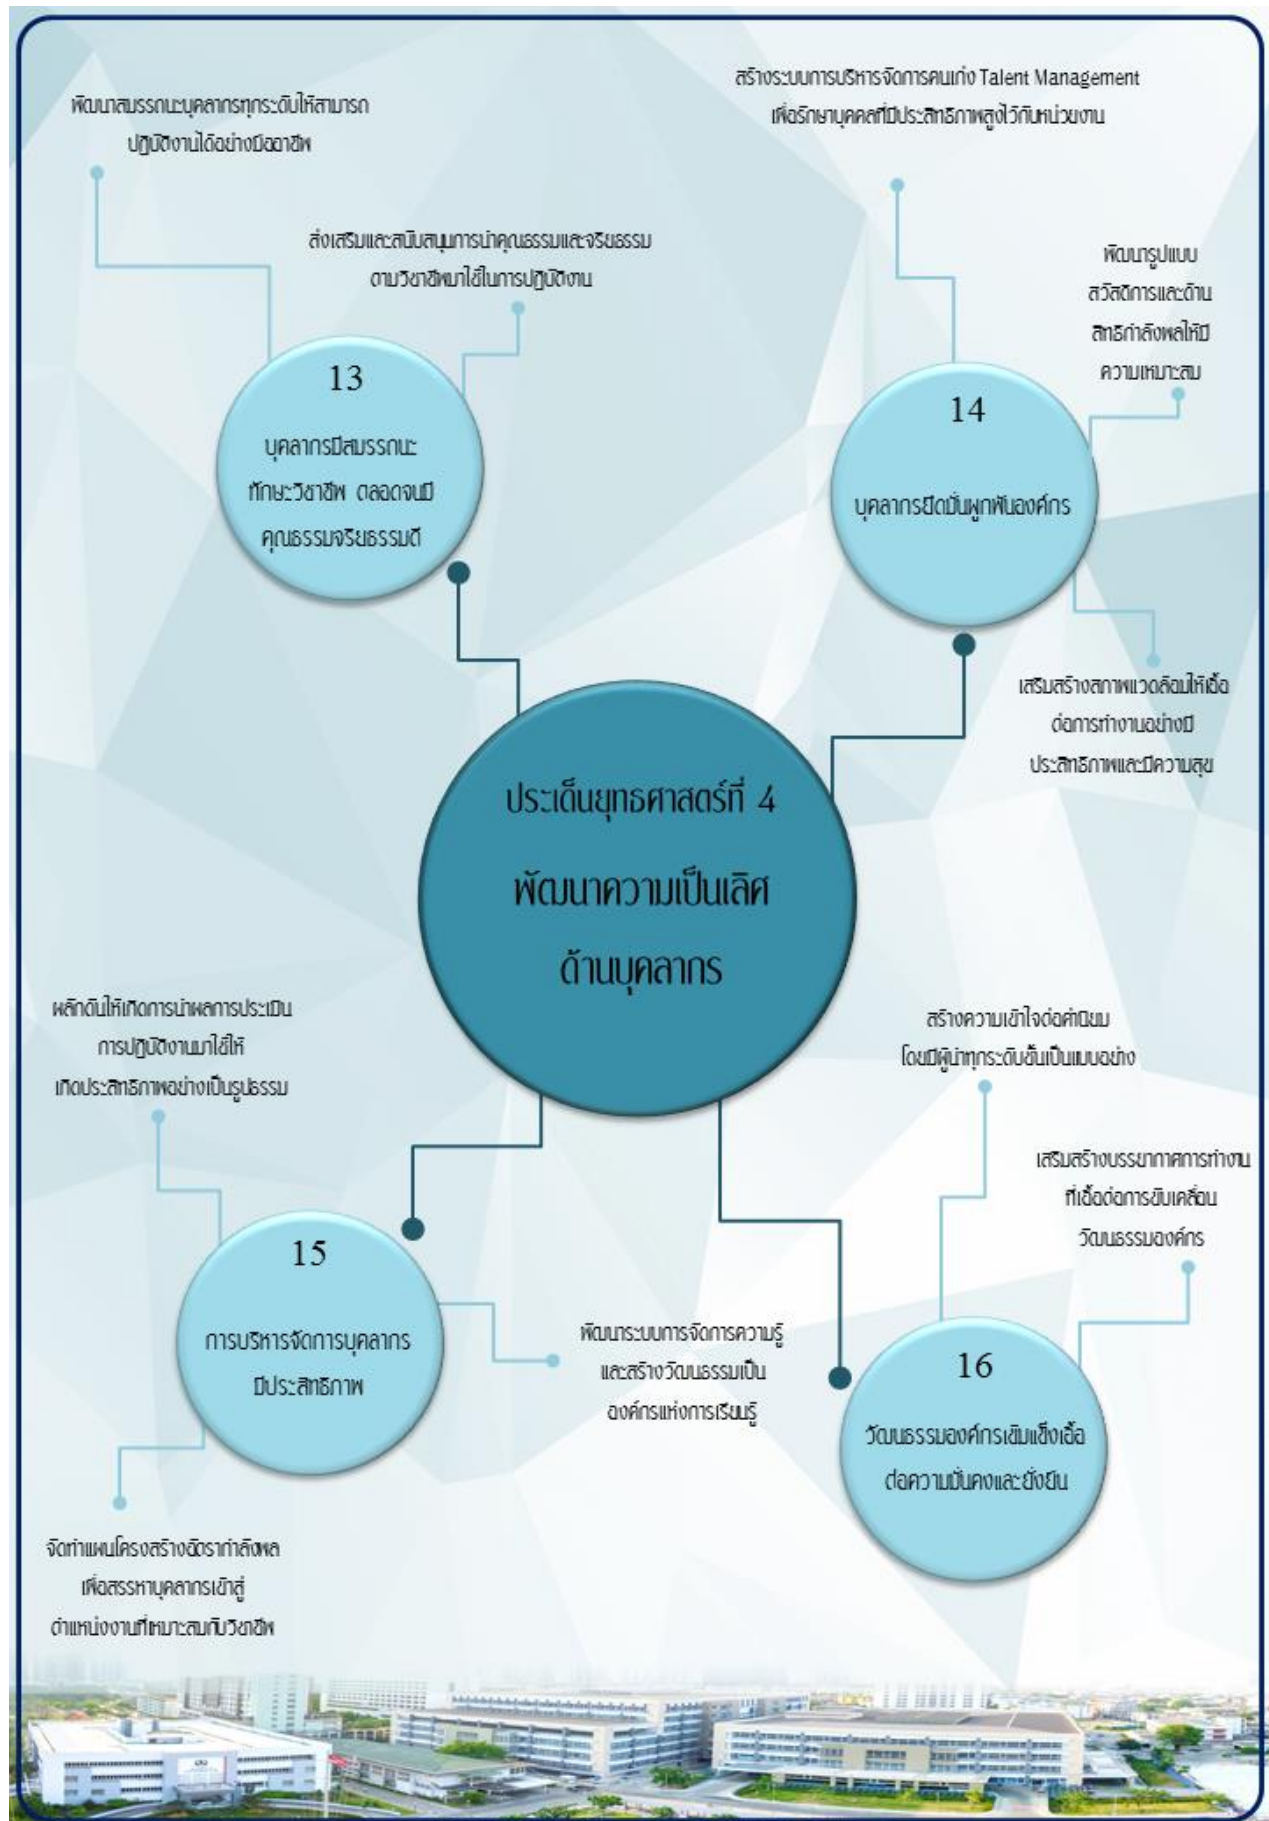 พัฒนาสมรรถนะบุคลากรทุกระดับให้สามารถ
ปฏิบัติงานได้อย่างมืออาชีพ
สร้างระบบการบริหารจัดการคนเก่ง Talent Management
เพื่อรักษาบุคคลที่มีประสิทธิภาพสูงไว้กับหน่วยงาน
ส่งเสริมและสนับสนุนการนำคุณธรรมและจริยธรรม
ตามวิชาชีพมาใช้ในการปฏิบัติงาน
พัฒนารูปแบบ
สวัสดิการและด้าน
สิทธิกำลังพลให้มี
ความเหมาะสม
13
บุคลากรมีสมรรถนะ
ทักษะวิชาชีพ ตลอดจนมี
คุณธรรมจริยธรรมดี
14
บุคลากรยึดมั่นผูกพันองค์กร
เสริมสร้างสภาพแวดล้อมให้เอื้อ
ต่อการทำงานอย่างมี
ประสิทธิภาพและมีความสุข
ประเด็นยุทธศาสตร์ที่ 4
พัฒนาความเป็นเลิศ
ด้านบุคลากร
ผลักดันให้เกิดการนำผลการประเมิน
การปฏิบัติงานมาใช้ให้
เกิดประสิทธิภาพอย่างเป็นรูปธรรม
สร้างความเข้าใจต่อค่านิยม
โดยมีผู้นำทุกระดับชั้นเป็นแบบอย่าง
เสริมสร้างบรรยากาศการทำงาน
ที่เอื้อต่อการขับเคลื่อน
วัฒนธรรมองค์กร
15
การบริหารจัดการบุคลากร
มีประสิทธิภาพ
พัฒนาระบบการจัดการความรู้
และสร้างวัฒนธรรมเป็น
องค์กรแห่งการเรียนรู้
16
วัฒนธรรมองค์กรเข้มแข็งเอื้อ
ต่อความมั่นคงและยั่งยืน
จัดทำแผนโครงสร้างอัตรากำลังพล
เพื่อสรรหาบุคลากรเข้าสู่
ตำแหน่งงานที่เหมาะสมกับวิชาชีพ